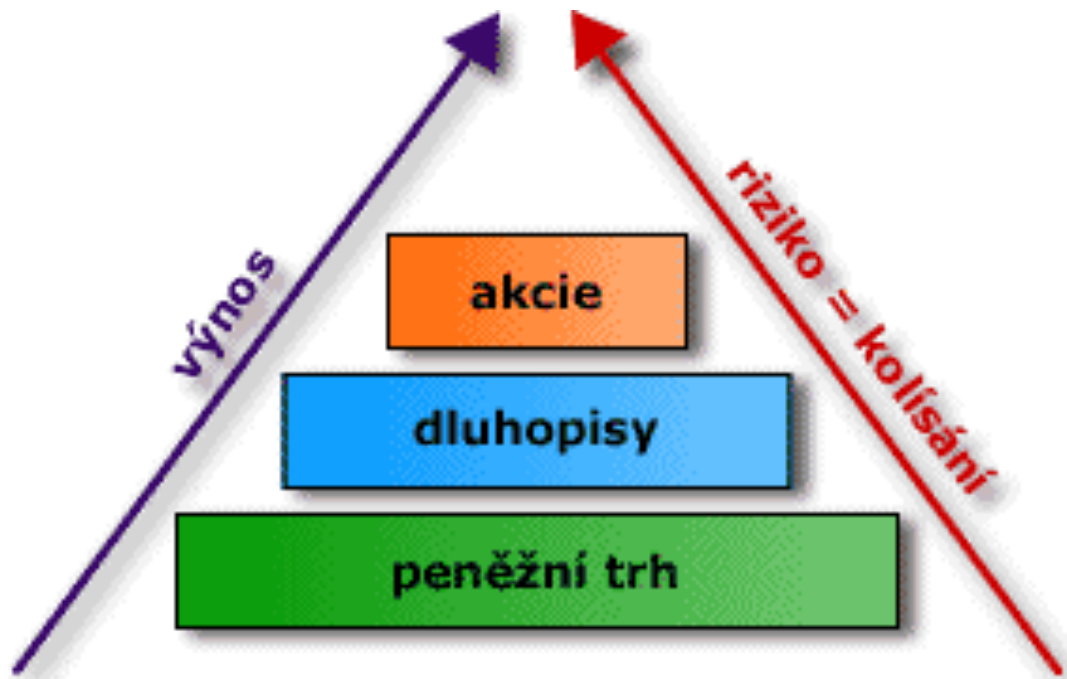 výnos
riziko = kolísání
akcie
dluhopisy
peněžní trh